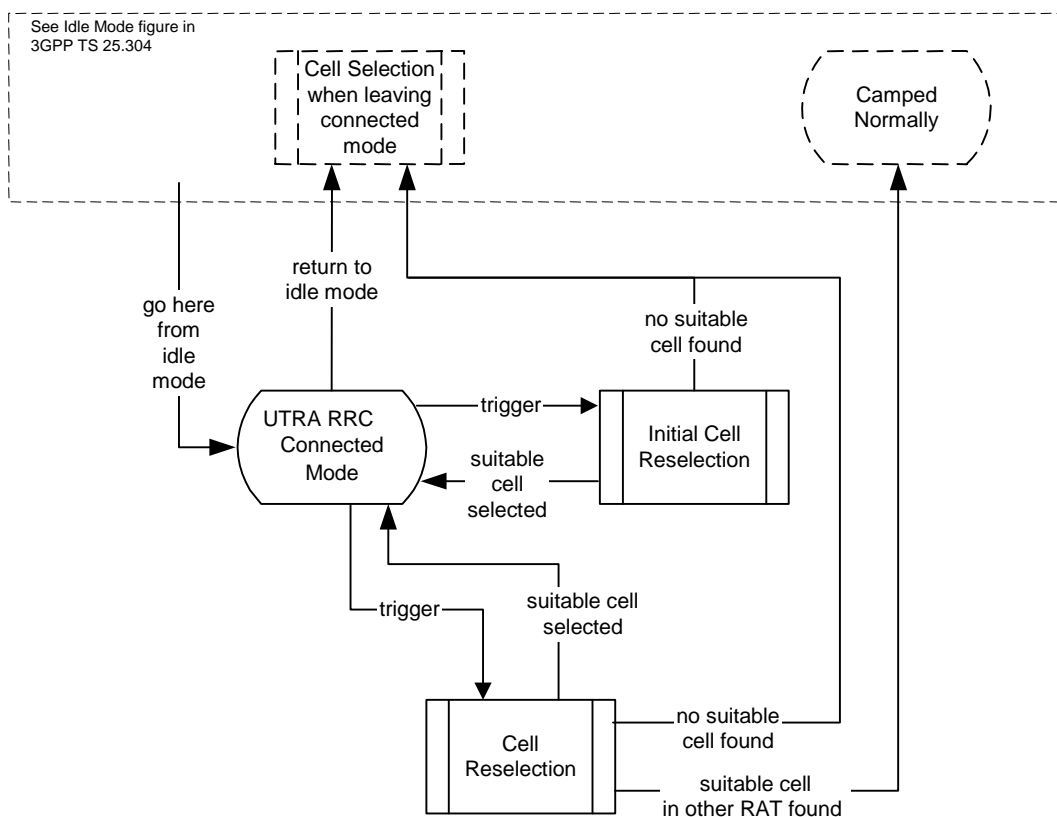 See Idle Mode figure in
3GPP TS 25.304
Cell Selection
when leaving
connected
mode
Camped
Normally
return to
idle mode
go here
from
idle
mode
no suitable
cell found
UTRA RRC
Connected
Mode
trigger
Initial Cell
Reselection
suitable
cell
selected
trigger
suitable cell
selected
Cell
Reselection
no suitable
cell found
suitable cell
in other RAT found